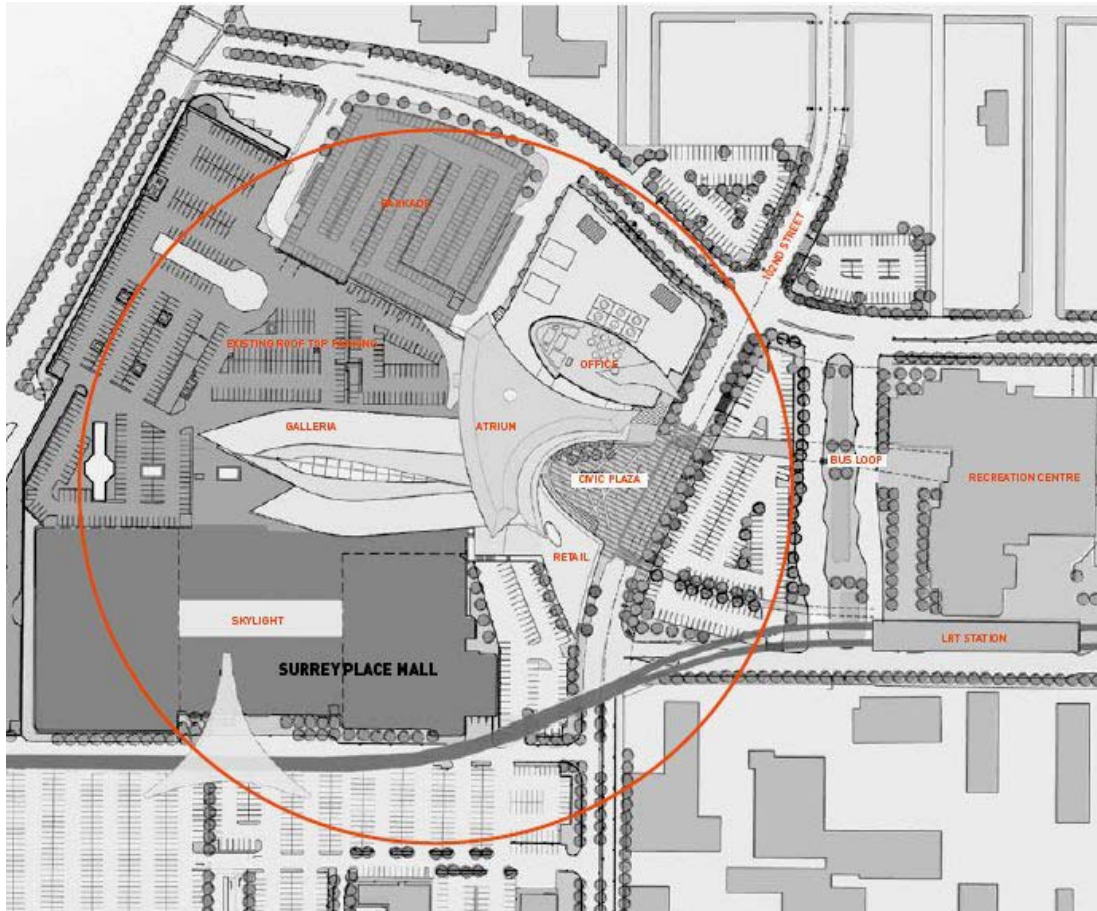 PARKADE
102ND STREET
EXISTING ROOF TOP PARKING
OFFICE
GALLERIA
ATRIUM
CIVIC PLAZA
BUS LOOP
RECREATION CENTRE
RETAIL
SKYLIGHT
LRT STATION
SURREY PLACE MALL